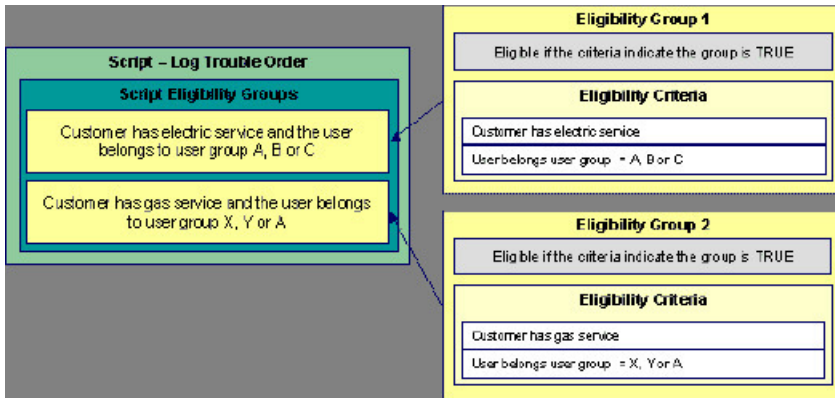 Script – Log Trouble Order
Script Eligibility Groups
Customer has electric service and the user
belongs to user group A, B or C
Customer has gas service and the user belongs
to user group X, Y or A
Eligibility Group 1
Eligible if the criteria indicate the group is TRUE
Eligibility Criteria
Customer has electric service
User belongs user group = A, B or C
Eligibility Group 2
Eligible if the criteria indicate the group is TRUE
Eligibility Criteria
Customer has gas service
User belongs user group = X, Y or A